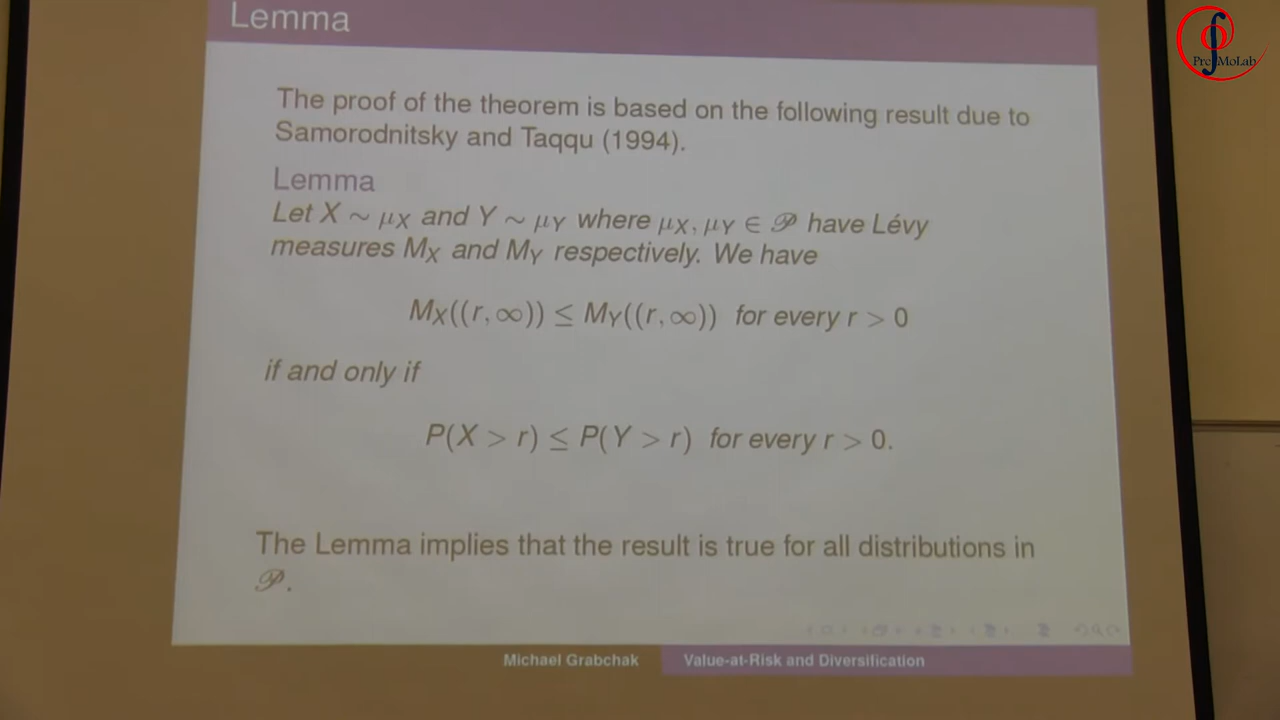 Lemma
The proof of the theorem is based on the following result due to
Samorodnitsky and Taqqu (1994).
Lemma
Let X ∼ μ_X and Y ∼ μ_Y where μ_X, μ_Y ∈ 𝒫 have Lévy
measures M_X and M_Y respectively. We have
M_X((r, ∞)) ≤ M_Y((r, ∞)) for every r > 0
if and only if
P(X > r) ≤ P(Y > r) for every r > 0.
The Lemma implies that the result is true for all distributions in
𝒫.
Michael Grabchak Value-at-Risk and Diversification
PreMoLab